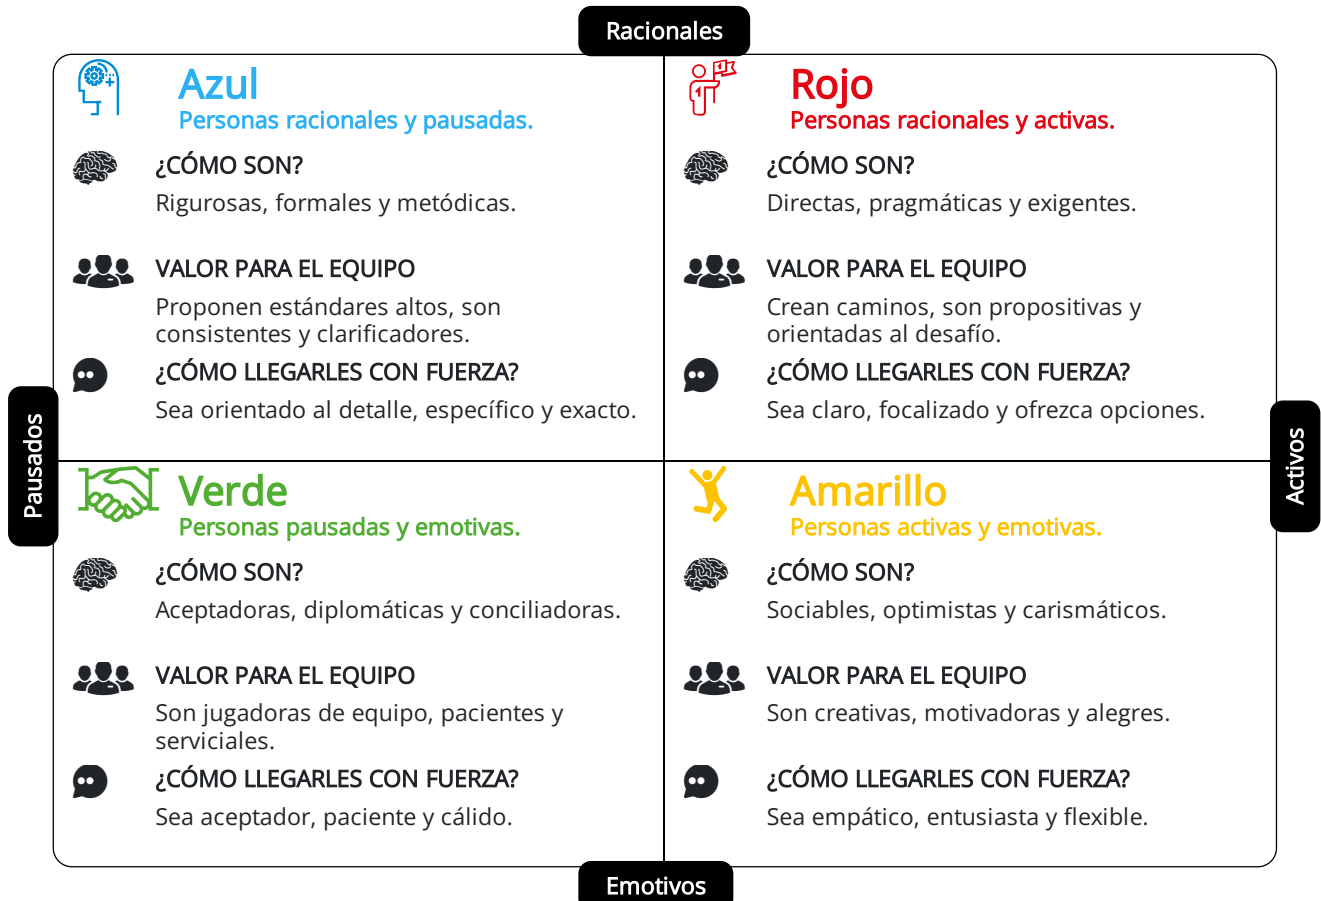 Racionales
Azul
Personas racionales y pausadas.
¿CÓMO SON?
Rigurosas, formales y metódicas.
VALOR PARA EL EQUIPO
Proponen estándares altos, son
consistentes y clarificadores.
¿CÓMO LLEGARLES CON FUERZA?
Sea orientado al detalle, específico y exacto.
Rojo
Personas racionales y activas.
¿CÓMO SON?
Directas, pragmáticas y exigentes.
VALOR PARA EL EQUIPO
Crean caminos, son propositivas y
orientadas al desafío.
¿CÓMO LLEGARLES CON FUERZA?
Sea claro, focalizado y ofrezca opciones.
Pausados
Activos
Verde
Personas pausadas y emotivas.
¿CÓMO SON?
Aceptadoras, diplomáticas y conciliadoras.
VALOR PARA EL EQUIPO
Son jugadoras de equipo, pacientes y
serviciales.
¿CÓMO LLEGARLES CON FUERZA?
Sea aceptador, paciente y cálido.
Amarillo
Personas activas y emotivas.
¿CÓMO SON?
Sociables, optimistas y carismáticos.
VALOR PARA EL EQUIPO
Son creativas, motivadoras y alegres.
¿CÓMO LLEGARLES CON FUERZA?
Sea empático, entusiasta y flexible.
Emotivos